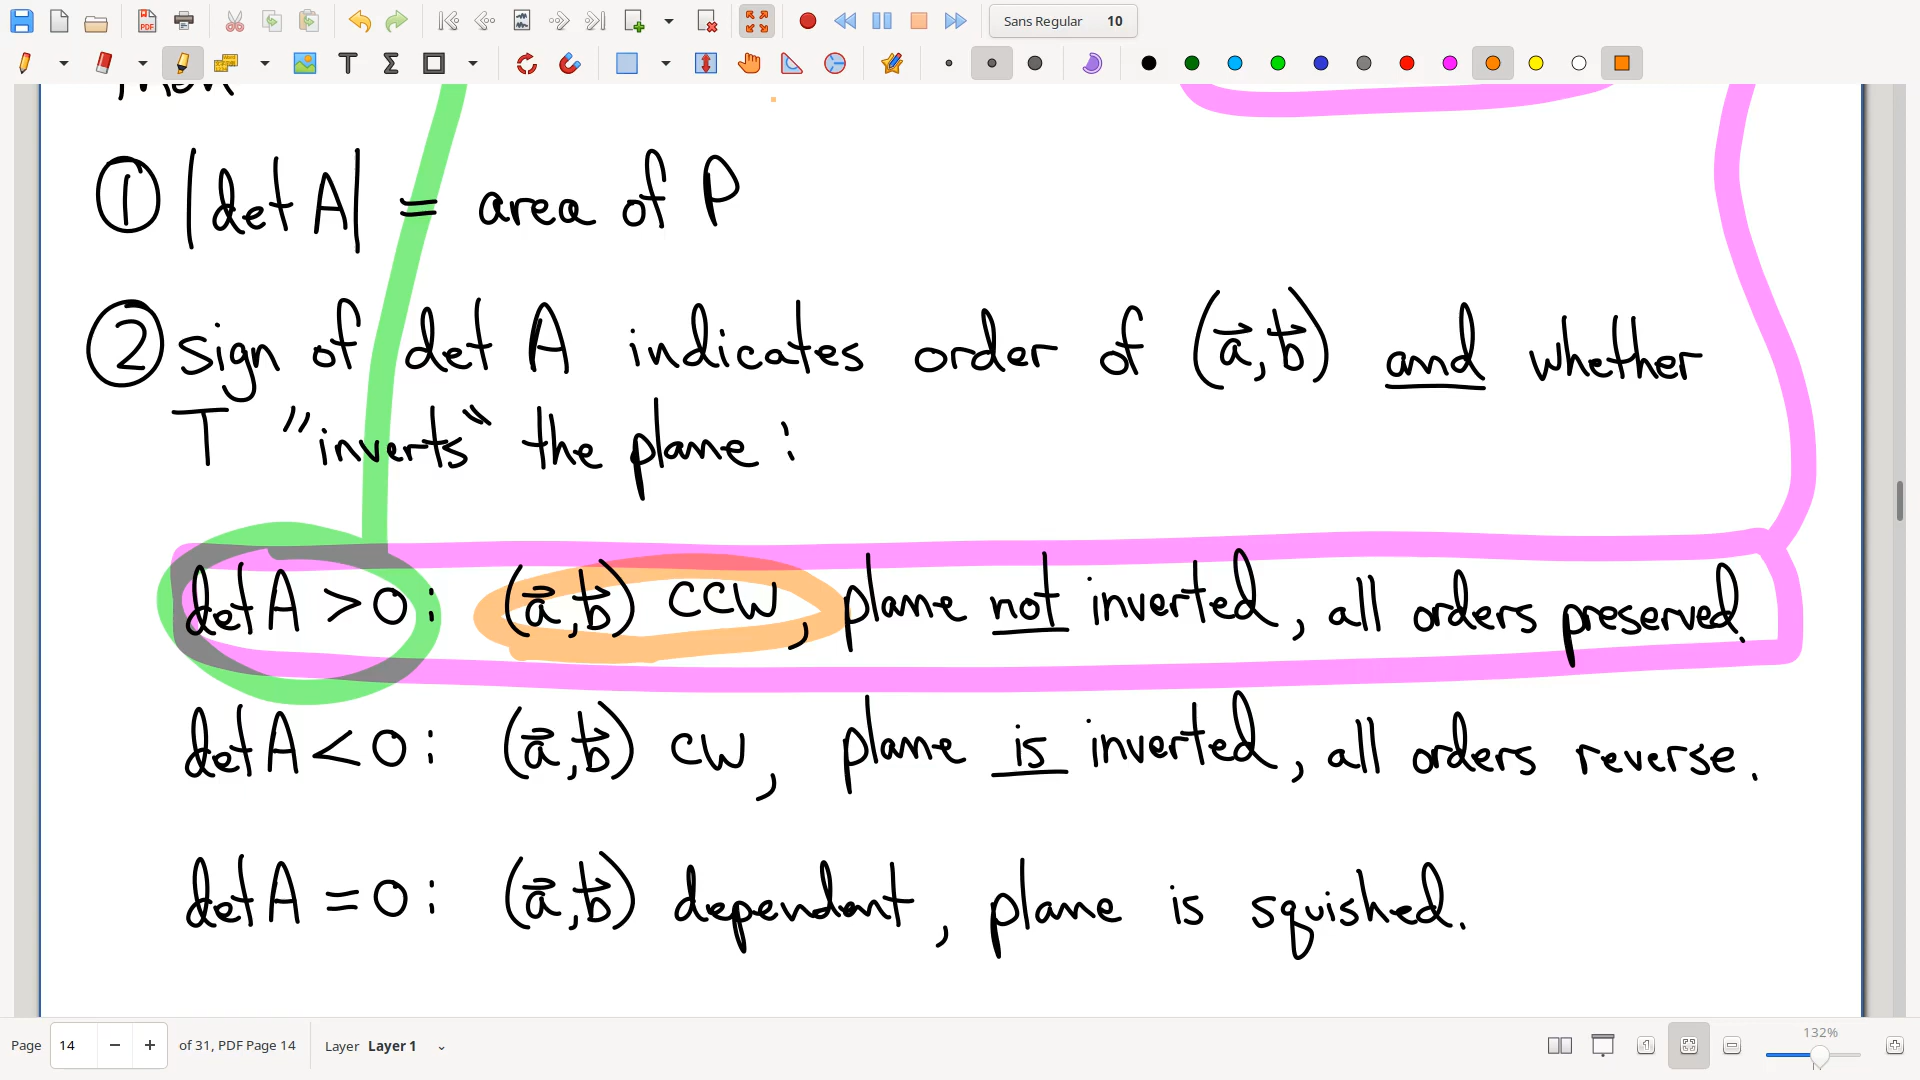 Sans Regular 10
then
① |det A| = area of P
② sign of det A indicates order of (a⃗, b⃗) and whether
T "inverts" the plane:
det A > 0: (a⃗, b⃗) CCW, plane not inverted, all orders preserved.
det A < 0: (a⃗, b⃗) CW, plane is inverted, all orders reverse.
det A = 0: (a⃗, b⃗) dependent, plane is squished.
Page 14 of 31, PDF Page 14 Layer Layer 1 132%